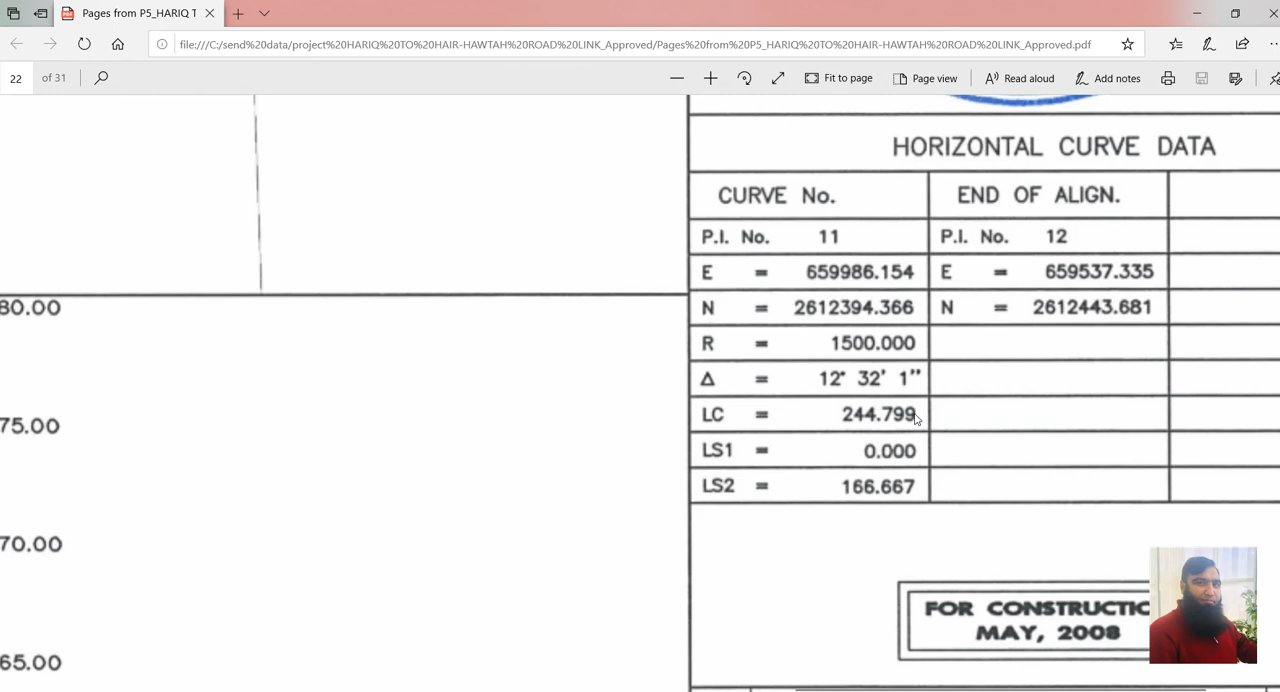 Pages from P5_HARIQ T
file:///C:/send%20data/project%20HARIQ%20TO%20HAIR-HAWTAH%20ROAD%20LINK_Approved/Pages%20from%20P5_HARIQ%20TO%20HAIR-HAWTAH%20ROAD%20LINK_Approved.pdf
22 of 31 Fit to page Page view Read aloud Add notes
HORIZONTAL CURVE DATA
CURVE No. END OF ALIGN.
P.I. No. 11 P.I. No. 12
E = 659986.154 E = 659537.335
N = 2612394.366 N = 2612443.681
R = 1500.000
Δ = 12° 32' 1"
LC = 244.799
LS1 = 0.000
LS2 = 166.667
80.00
75.00
70.00
65.00
FOR CONSTRUCTIO
MAY, 2008